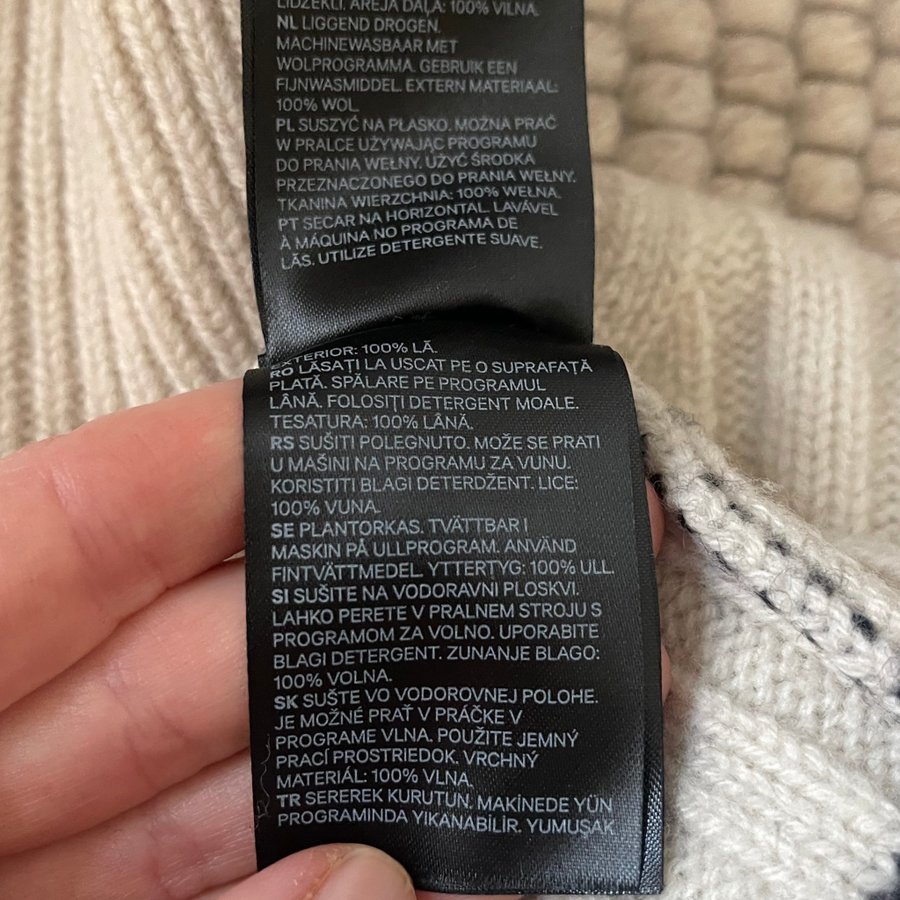 LIDZEKLI. ĀRĒJĀ DAĻA: 100% VILNA.
NL LIGGEND DROGEN.
MACHINEWASBAAR MET
WOLPROGRAMMA. GEBRUIK EEN
FIJNWASMIDDEL. EXTERN MATERIAAL:
100% WOL.
PL SUSZYĆ NA PŁASKO. MOŻNA PRAĆ
W PRALCE UŻYWAJĄC PROGRAMU
DO PRANIA WEŁNY. UŻYĆ ŚRODKA
PRZEZNACZONEGO DO PRANIA WEŁNY.
TKANINA WIERZCHNIA: 100% WEŁNA.
PT SECAR NA HORIZONTAL. LAVÁVEL
À MÁQUINA NO PROGRAMA DE
LÃS. UTILIZE DETERGENTE SUAVE.
EXTERIOR: 100% LÃ.
RO LĂSAȚI LA USCAT PE O SUPRAFAȚĂ
PLATĂ. SPĂLARE PE PROGRAMUL
LÂNĂ. FOLOSIȚI DETERGENT MOALE.
TESATURA: 100% LÂNĂ.
RS SUŠITI POLEGNUTO. MOŽE SE PRATI
U MAŠINI NA PROGRAMU ZA VUNU.
KORISTITI BLAGI DETERDŽENT. LICE:
100% VUNA.
SE PLANTORKAS. TVÄTTBAR I
MASKIN PÅ ULLPROGRAM. ANVÄND
FINTVÄTTMEDEL. YTTERTYG: 100% ULL.
SI SUŠITE NA VODORAVNI PLOSKVI.
LAHKO PERETE V PRALNEM STROJU S
PROGRAMOM ZA VOLNO. UPORABITE
BLAGI DETERGENT. ZUNANJE BLAGO:
100% VOLNA.
SK SUŠTE VO VODOROVNEJ POLOHE.
JE MOŽNÉ PRAŤ V PRÁČKE V
PROGRAME VLNA. POUŽITE JEMNÝ
PRACÍ PROSTRIEDOK. VRCHNÝ
MATERIÁL: 100% VLNA
TR SEREREK KURUTUN. MAKİNEDE YÜN
PROGRAMINDA YIKANABİLİR. YUMUŞAK